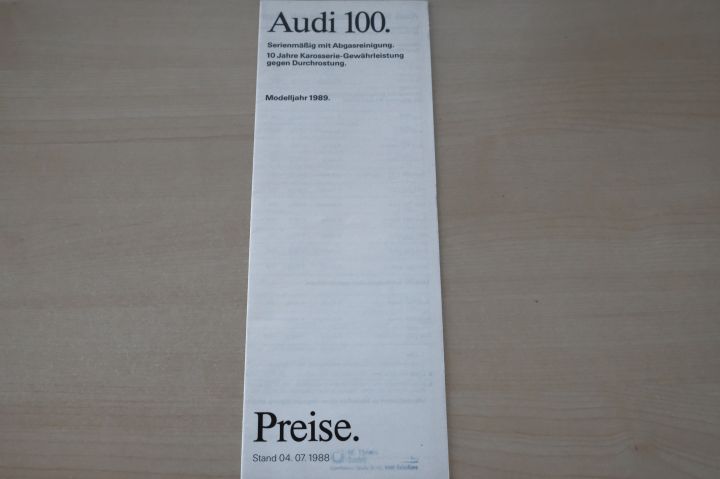 Audi 100.
Serienmäßig mit Abgasreinigung.
10 Jahre Karosserie-Gewährleistung
gegen Durchrostung.
Modelljahr 1989.
Preise.
Stand 04. 07. 1988